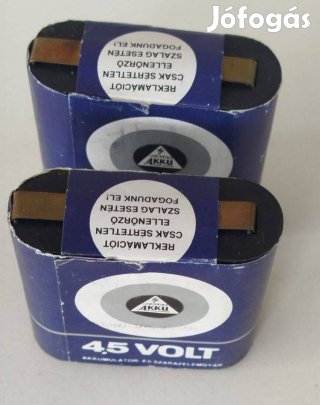 Jófogás
REKLAMÁCIÓT
CSAK SÉRTETLEN
ELLENŐRZŐ
SZALAG ESETÉN
FOGADUNK EL!
AKKU
REKLAMÁCIÓT
CSAK SÉRTETLEN
ELLENŐRZŐ
SZALAG ESETÉN
FOGADUNK EL!
AKKU
4,5 VOLT
AKKUMULÁTOR- ÉS SZÁRAZELEMGYÁR